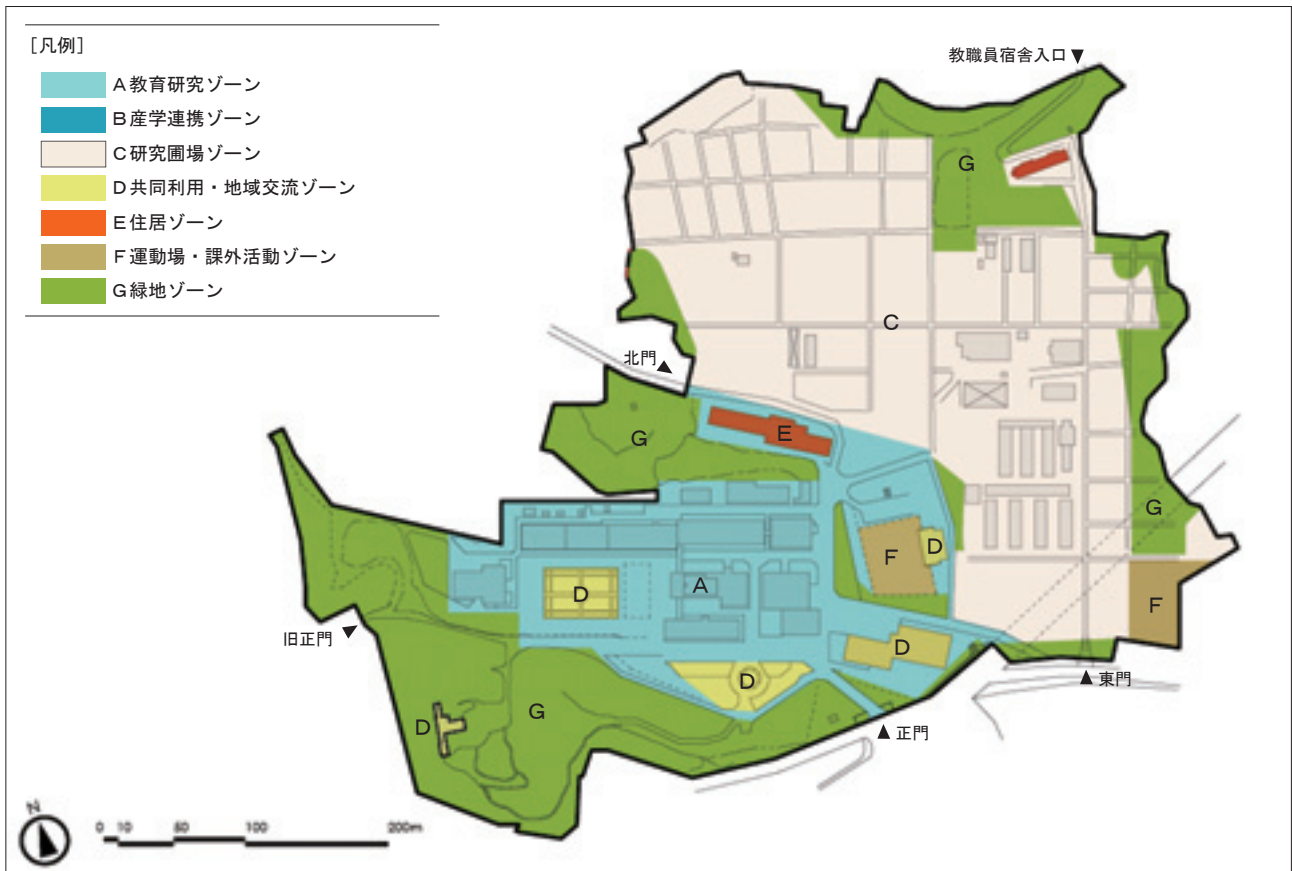 [凡例]
A教育研究ゾーン
B産学連携ゾーン
C研究圃場ゾーン
D共同利用・地域交流ゾーン
E住居ゾーン
F運動場・課外活動ゾーン
G緑地ゾーン
教職員宿舎入口▼
G
C
北門
▲
G
E
G
F
D
D
A
F
旧正門
▲
D
D
▲東門
D
G
▲正門
N
0 10 50 100 200m